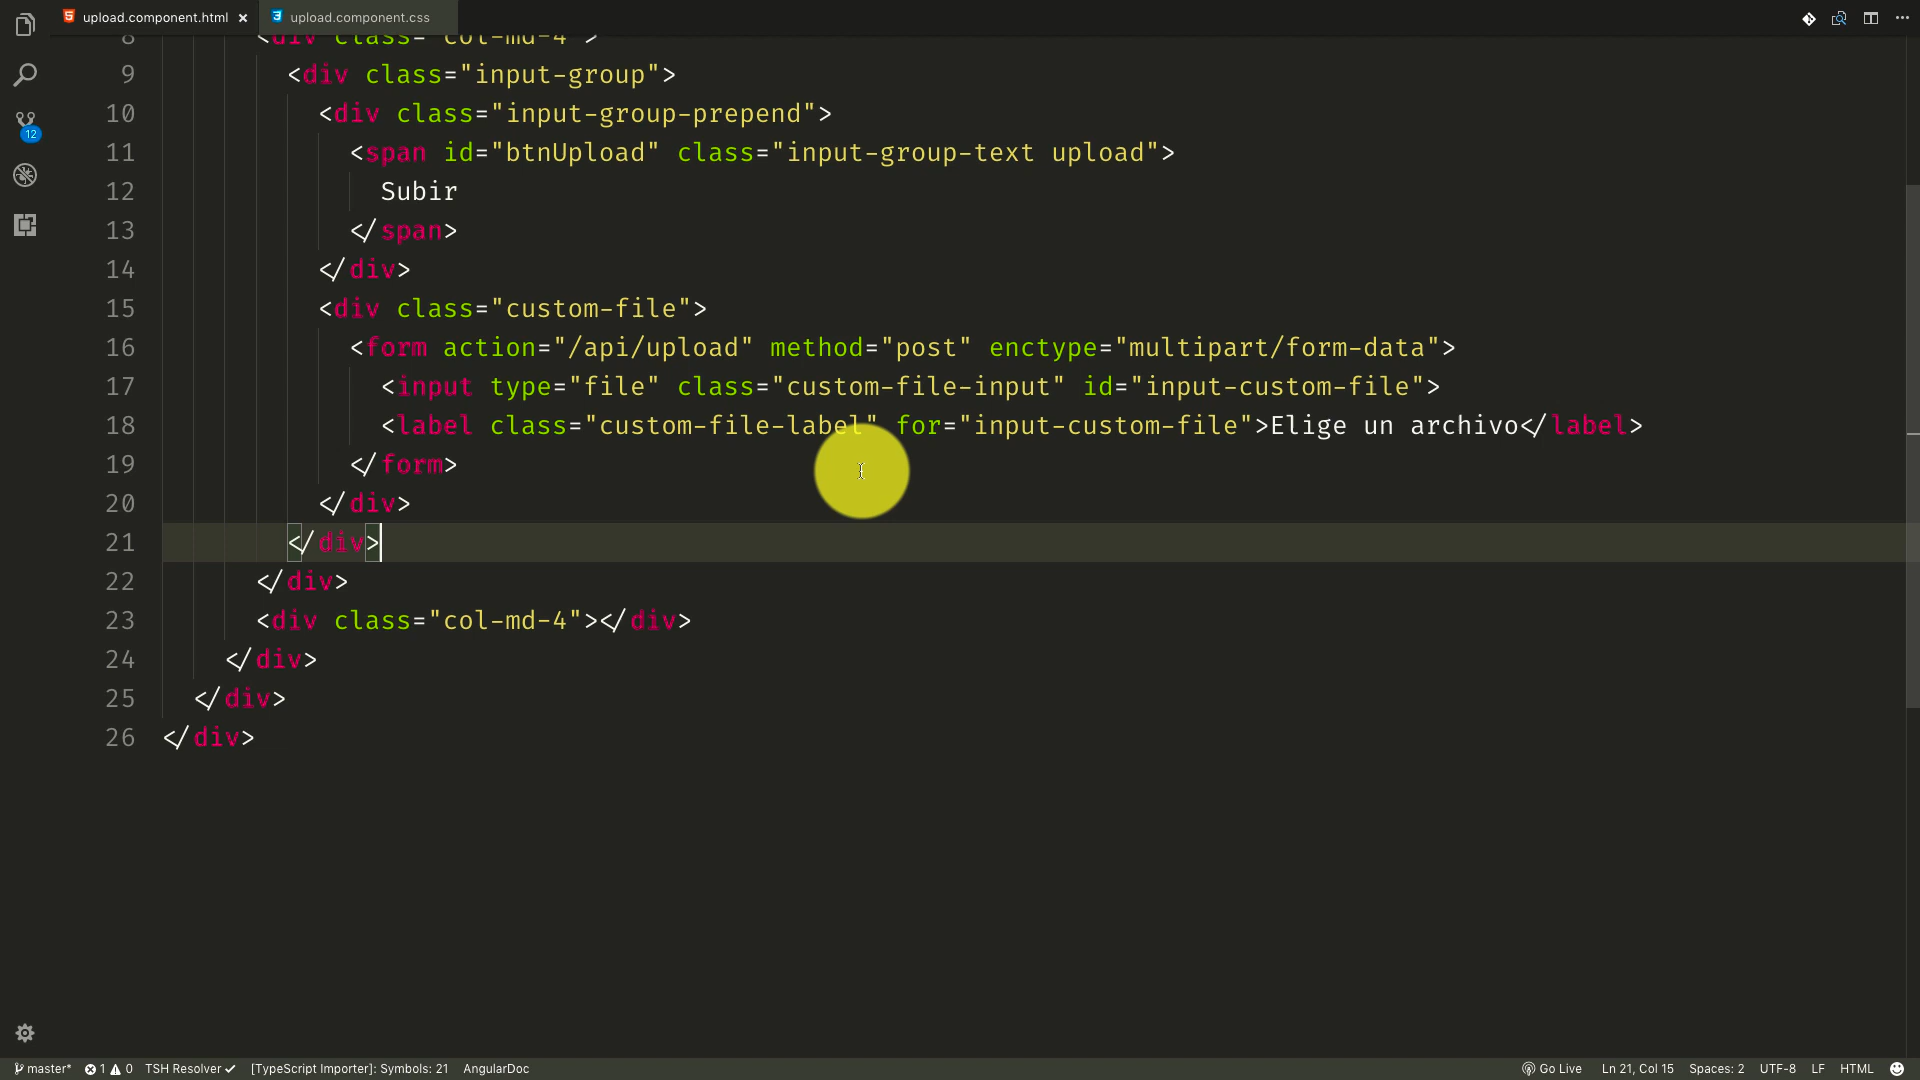 upload.component.html
upload.component.css
8 <div class="col-md-4">
9 <div class="input-group">
10 <div class="input-group-prepend">
11 <span id="btnUpload" class="input-group-text upload">
12 Subir
13 </span>
14 </div>
15 <div class="custom-file">
16 <form action="/api/upload" method="post" enctype="multipart/form-data">
17 <input type="file" class="custom-file-input" id="input-custom-file">
18 <label class="custom-file-label" for="input-custom-file">Elige un archivo</label>
19 </form>
20 </div>
21 </div>
22 </div>
23 <div class="col-md-4"></div>
24 </div>
25 </div>
26 </div>
12
master* 1 0 TSH Resolver [TypeScript Importer]: Symbols: 21 AngularDoc Go Live Ln 21, Col 15 Spaces: 2 UTF-8 LF HTML